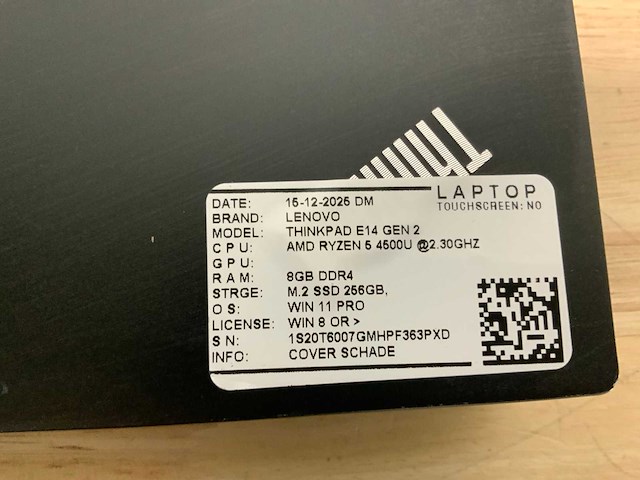 Think
LAPTOP
TOUCHSCREEN: NO
DATE: 15-12-2025 DM
BRAND: LENOVO
MODEL: THINKPAD E14 GEN 2
CPU: AMD RYZEN 5 4500U @2.30GHZ
GPU:
RAM: 8GB DDR4
STRGE: M.2 SSD 256GB,
OS: WIN 11 PRO
LICENSE: WIN 8 OR >
SN: 1S20T6007GMHPF363PXD
INFO: COVER SCHADE